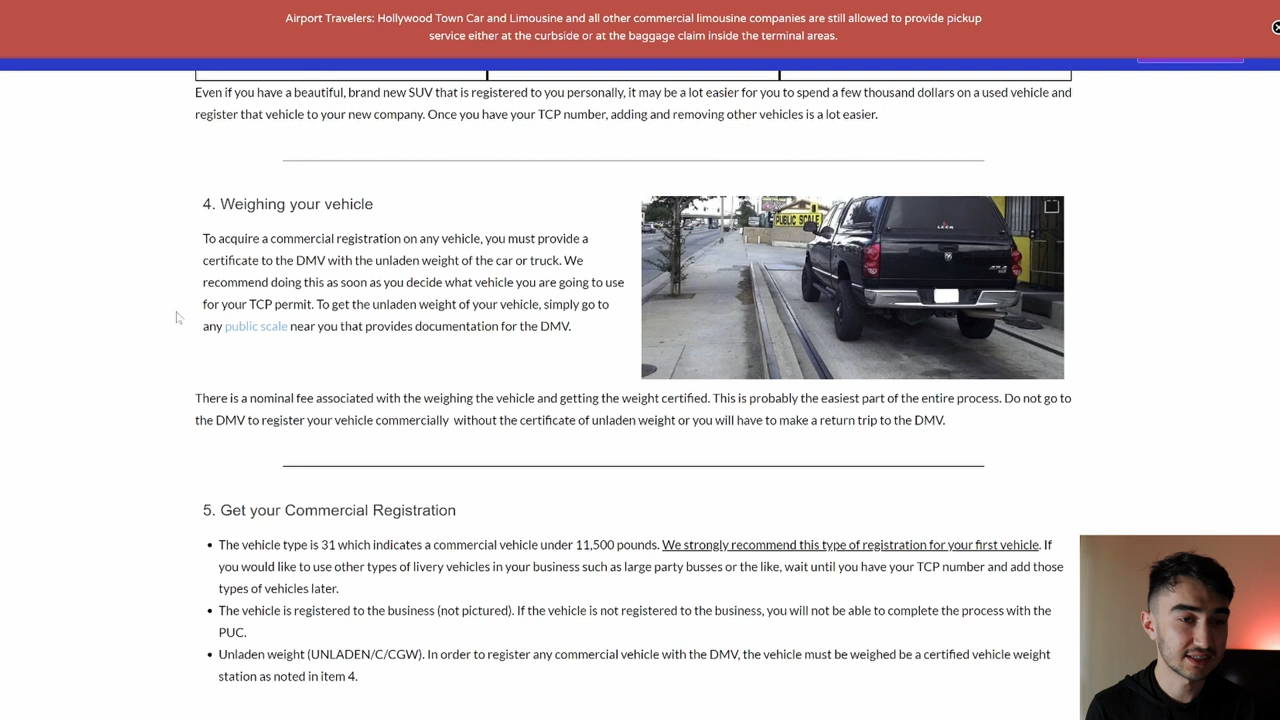 Airport Travelers: Hollywood Town Car and Limousine and all other commercial limousine companies are still allowed to provide pickup
service either at the curbside or at the baggage claim inside the terminal areas.
Even if you have a beautiful, brand new SUV that is registered to you personally, it may be a lot easier for you to spend a few thousand dollars on a used vehicle and
register that vehicle to your new company. Once you have your TCP number, adding and removing other vehicles is a lot easier.
4. Weighing your vehicle
To acquire a commercial registration on any vehicle, you must provide a
certificate to the DMV with the unladen weight of the car or truck. We
recommend doing this as soon as you decide what vehicle you are going to use
for your TCP permit. To get the unladen weight of your vehicle, simply go to
any public scale near you that provides documentation for the DMV.
PUBLIC SCALE
There is a nominal fee associated with the weighing the vehicle and getting the weight certified. This is probably the easiest part of the entire process. Do not go to
the DMV to register your vehicle commercially without the certificate of unladen weight or you will have to make a return trip to the DMV.
5. Get your Commercial Registration
• The vehicle type is 31 which indicates a commercial vehicle under 11,500 pounds. We strongly recommend this type of registration for your first vehicle. If
you would like to use other types of livery vehicles in your business such as large party busses or the like, wait until you have your TCP number and add those
types of vehicles later.
• The vehicle is registered to the business (not pictured). If the vehicle is not registered to the business, you will not be able to complete the process with the
PUC.
• Unladen weight (UNLADEN/C/CGW). In order to register any commercial vehicle with the DMV, the vehicle must be weighed be a certified vehicle weight
station as noted in item 4.